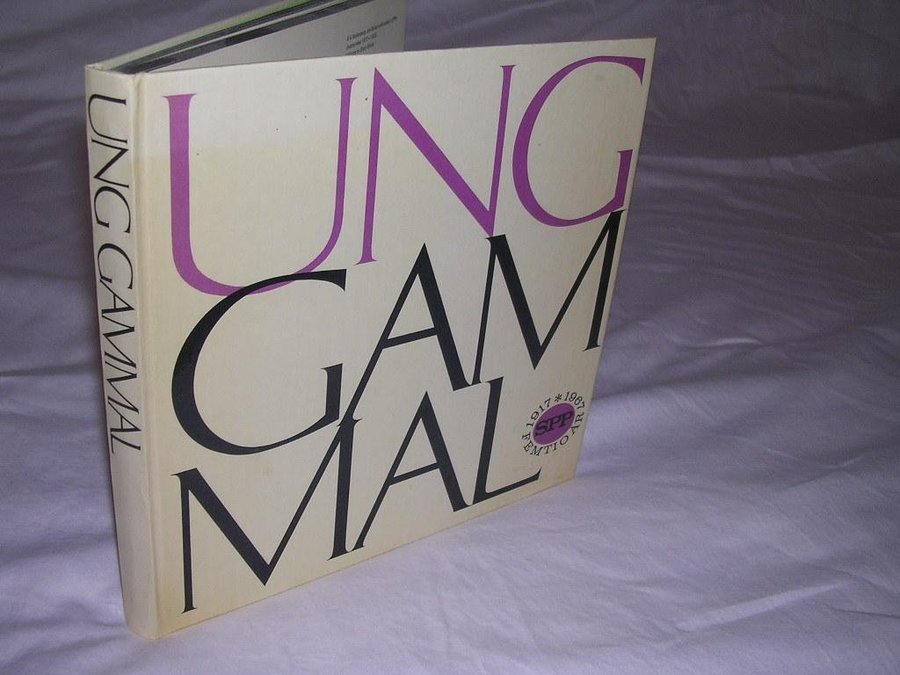 UNG GAMMAL
UNG
GAM
MAL
1917 * 1967
SPP
FEMTIO ÅR